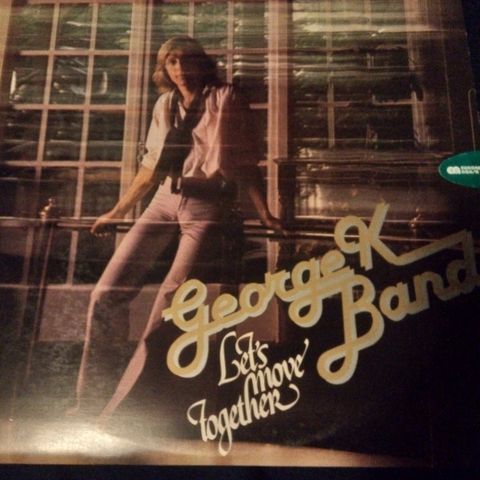 George K
Band
Let's
move
together